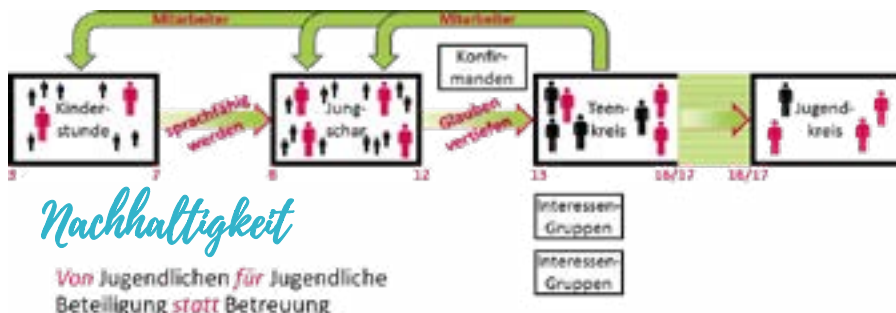 Mitarbeiter
Mitarbeiter
Konfir-
manden
Kinder-
stunde
sprachfähig
werden
Jung-
schar
Glauben
vertiefen
Teen-
kreis
Jugend-
kreis
3
7
8
12
13
16/17
16/17
Interessen-
Gruppen
Interessen-
Gruppen
Nachhaltigkeit
Von Jugendlichen für Jugendliche
Beteiligung statt Betreuung